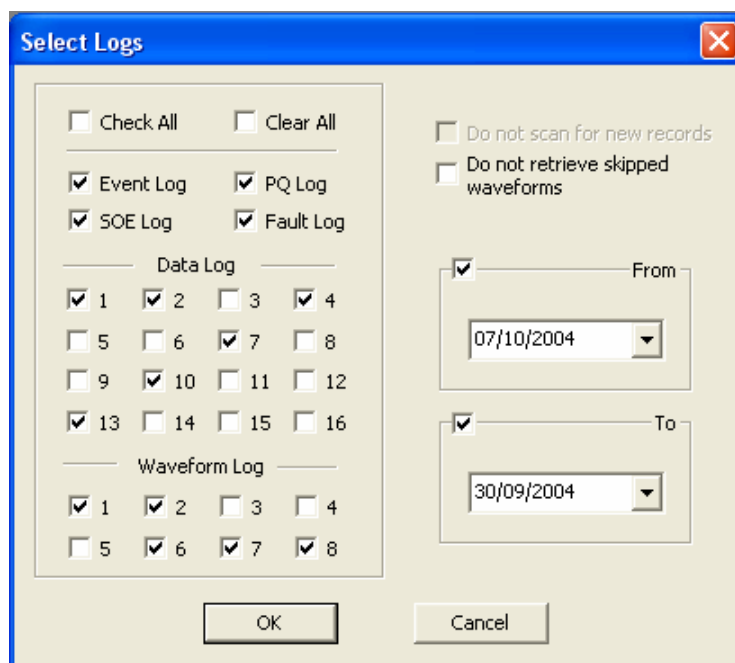 Select Logs
Check All Clear All
Event Log PQ Log
SOE Log Fault Log
Data Log
1 2 3 4
5 6 7 8
9 10 11 12
13 14 15 16
Waveform Log
1 2 3 4
5 6 7 8
Do not scan for new records
Do not retrieve skipped
waveforms
From
07/10/2004
To
30/09/2004
OK Cancel